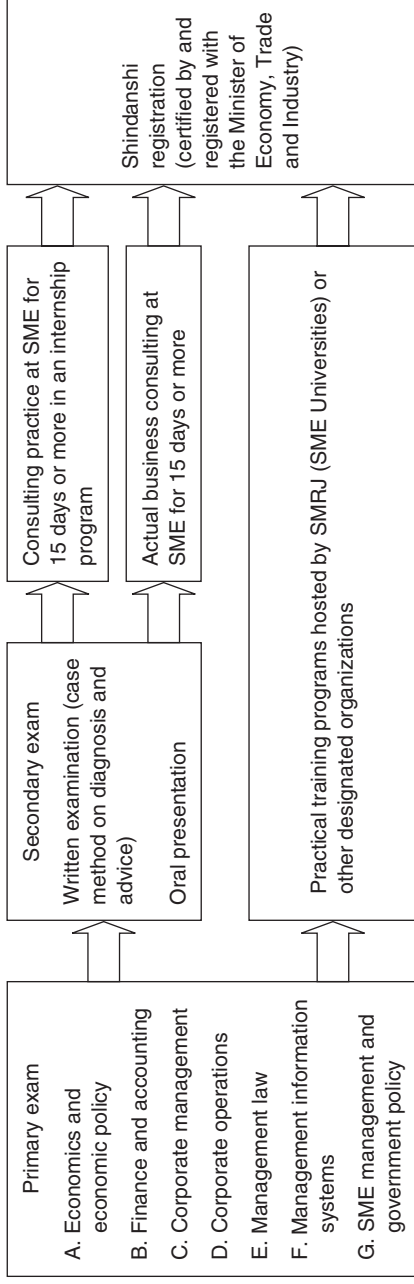 Primary exam
A. Economics and
economic policy
B. Finance and accounting
C. Corporate management
D. Corporate operations
E. Management law
F. Management information
systems
G. SME management and
government policy
Secondary exam
Written examination (case
method on diagnosis and
advice)
Oral presentation
Consulting practice at SME for
15 days or more in an internship
program
Actual business consulting at
SME for 15 days or more
Practical training programs hosted by SMRJ (SME Universities) or
other designated organizations
Shindanshi
registration
(certified by and
registered with
the Minister of
Economy, Trade
and Industry)